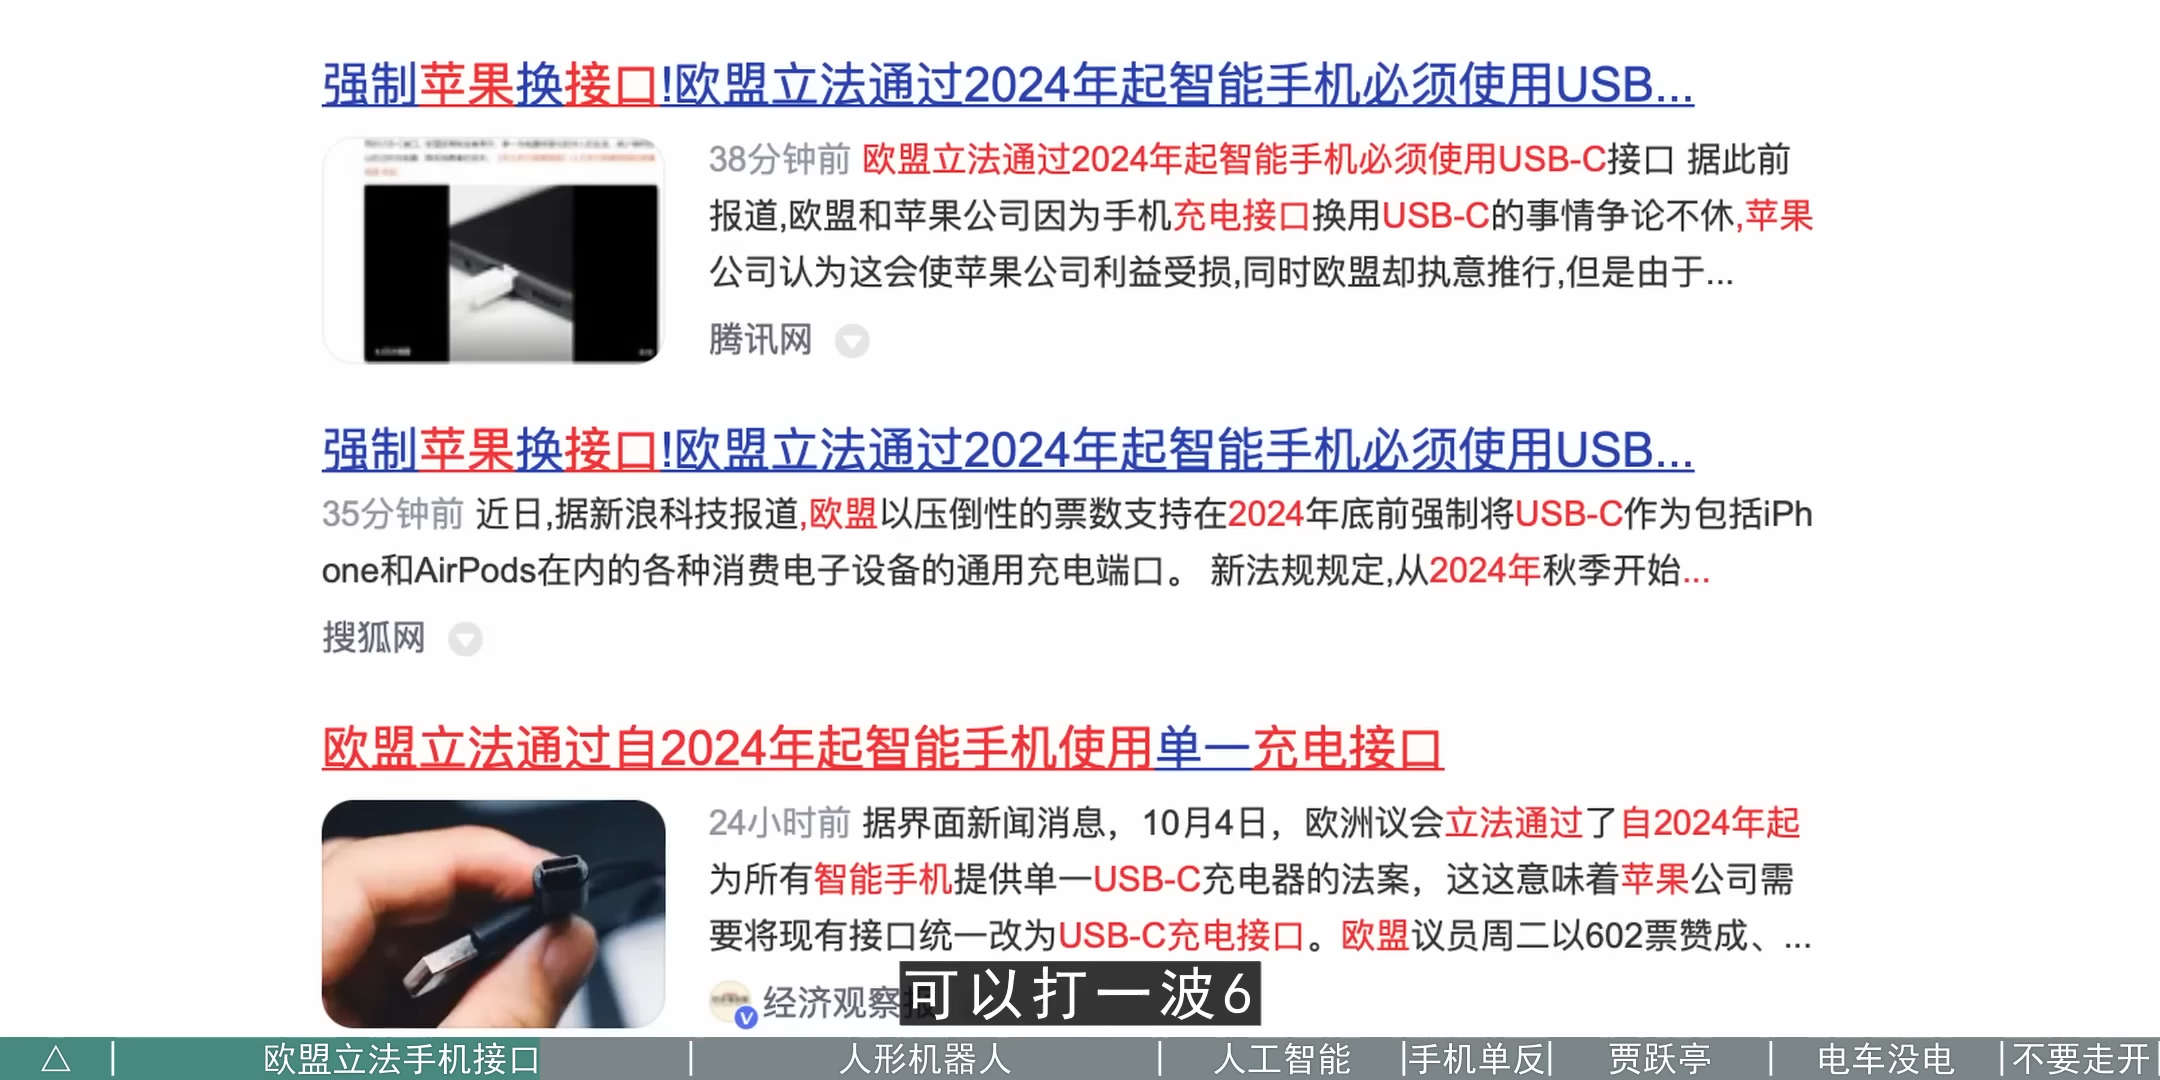 强制苹果换接口!欧盟立法通过2024年起智能手机必须使用USB...
38分钟前 欧盟立法通过2024年起智能手机必须使用USB-C接口 据此前
报道,欧盟和苹果公司因为手机充电接口换用USB-C的事情争论不休,苹果
公司认为这会使苹果公司利益受损,同时欧盟却执意推行,但是由于...
腾讯网
强制苹果换接口!欧盟立法通过2024年起智能手机必须使用USB...
35分钟前 近日,据新浪科技报道,欧盟以压倒性的票数支持在2024年底前强制将USB-C作为包括iPh
one和AirPods在内的各种消费电子设备的通用充电端口。 新法规规定,从2024年秋季开始...
搜狐网
欧盟立法通过自2024年起智能手机使用单一充电接口
24小时前 据界面新闻消息，10月4日，欧洲议会立法通过了自2024年起
为所有智能手机提供单一USB-C充电器的法案，这这意味着苹果公司需
要将现有接口统一改为USB-C充电接口。欧盟议员周二以602票赞成、...
经济观察
可以打一波6
△ | 欧盟立法手机接口 | 人形机器人 | 人工智能 |手机单反| 贾跃亭 | 电车没电 |不要走开|